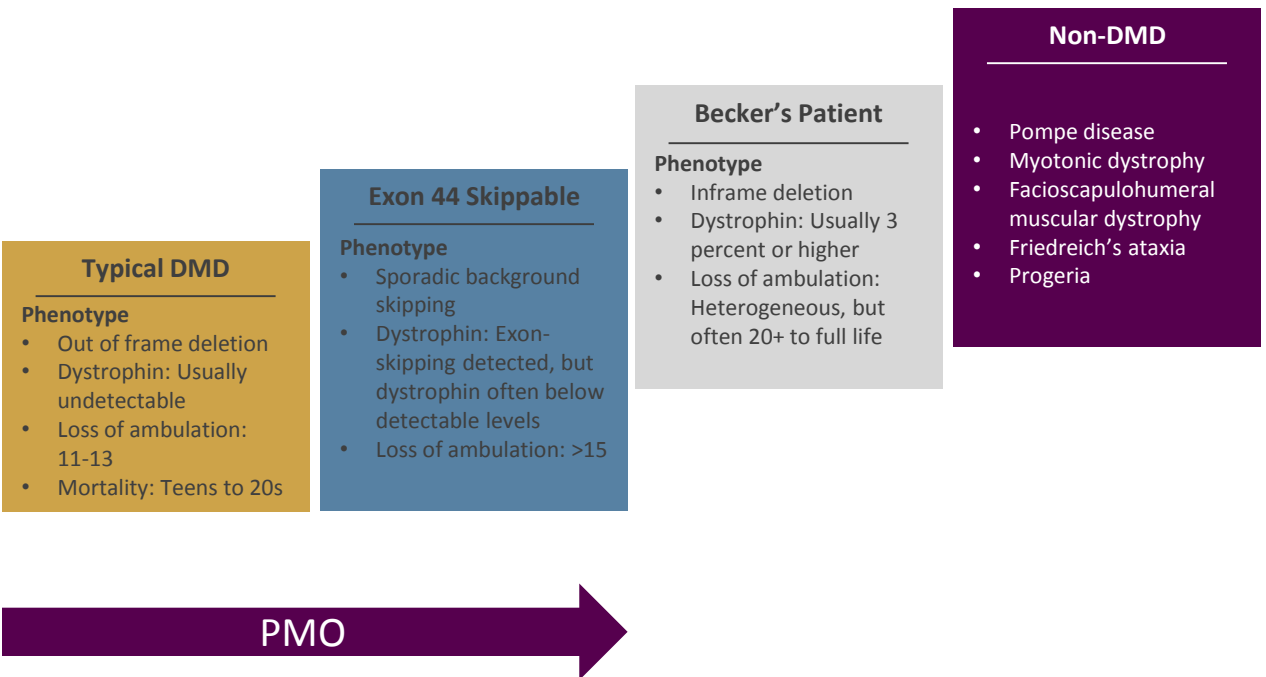 Typical DMD
Phenotype
• Out of frame deletion
• Dystrophin: Usually
undetectable
• Loss of ambulation:
11-13
• Mortality: Teens to 20s
Exon 44 Skippable
Phenotype
• Sporadic background
skipping
• Dystrophin: Exon-
skipping detected, but
dystrophin often below
detectable levels
• Loss of ambulation: >15
Becker’s Patient
Phenotype
• Inframe deletion
• Dystrophin: Usually 3
percent or higher
• Loss of ambulation:
Heterogeneous, but
often 20+ to full life
Non-DMD
• Pompe disease
• Myotonic dystrophy
• Facioscapulohumeral
muscular dystrophy
• Friedreich’s ataxia
• Progeria
PMO